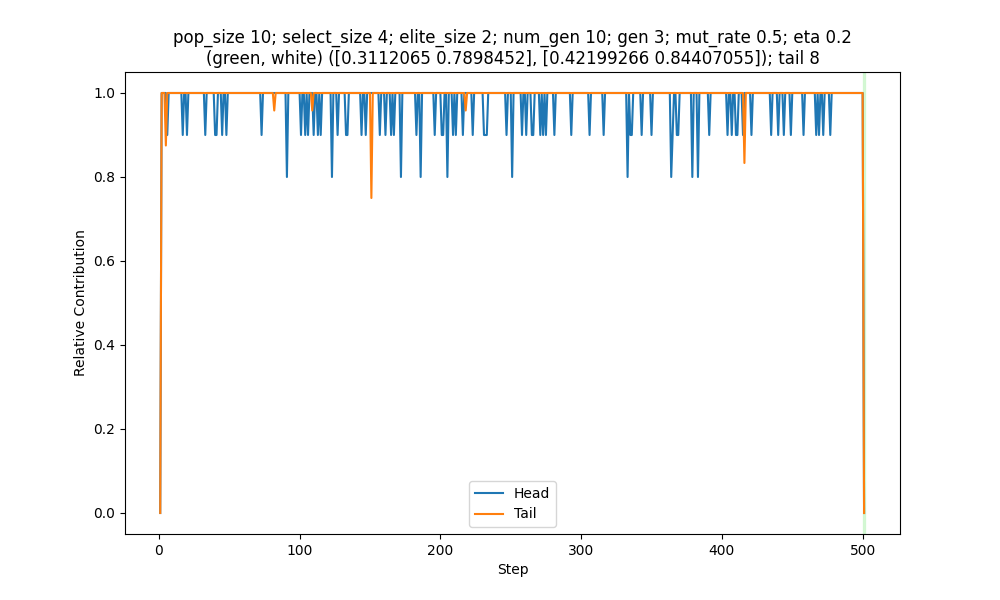 pop_size 10; select_size 4; elite_size 2; num_gen 10; gen 3; mut_rate 0.5; eta 0.2
(green, white) ([0.3112065 0.7898452], [0.42199266 0.84407055]); tail 8
1.0
0.8
0.6
0.4
0.2
0.0
Relative Contribution
Head
Tail
0
100
200
300
400
500
Step